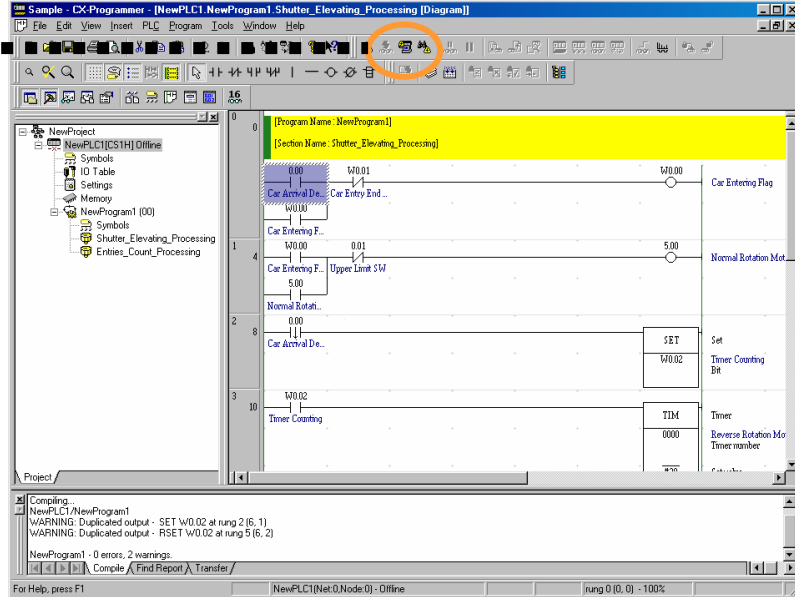 Sample - CX-Programmer - [NewPLC1.NewProgram1.Shutter_Elevating_Processing [Diagram]]
File Edit View Insert PLC Program Tools Window Help
16
NewProject
NewPLC1[CS1H] Offline
Symbols
IO Table
Settings
Memory
NewProgram1 (00)
Symbols
Shutter_Elevating_Processing
Entries_Count_Processing
Project
0
0
[Program Name : NewProgram1]
[Section Name : Shutter_Elevating_Processing]
0.00 W0.01 W0.00
Car Arrival De... Car Entry End ... Car Entering Flag
W0.00
Car Entering F...
1
4
W0.00 0.01 5.00
Car Entering F... Upper Limit SW Normal Rotation Mot...
5.00
Normal Rotati...
2
8
0.00
Car Arrival De...
SET Set
W0.02 Timer Counting
Bit
3
10
W0.02
Timer Counting
TIM Timer
0000 Reverse Rotation Mo
Timer number
Compiling...
NewPLC1/NewProgram1
WARNING: Duplicated output - SET W0.02 at rung 2 (6, 1)
WARNING: Duplicated output - RSET W0.02 at rung 5 (6, 2)
NewProgram1 - 0 errors, 2 warnings.
Compile Find Report Transfer
For Help, press F1 NewPLC1(Net:0,Node:0) - Offline rung 0 (0, 0) - 100%